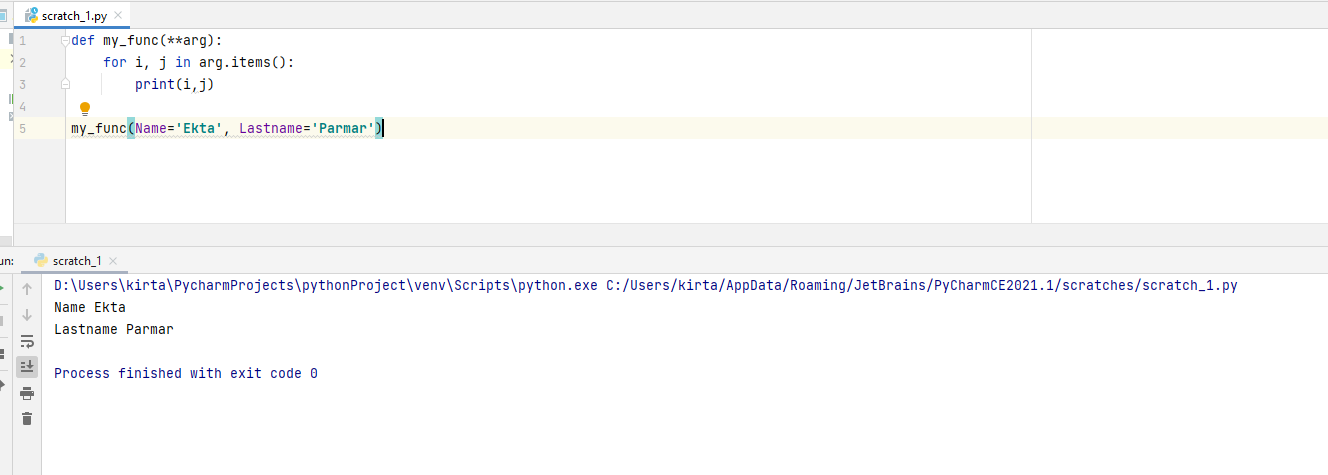 scratch_1.py
1 def my_func(**arg):
2     for i, j in arg.items():
3         print(i,j)
4
5 my_func(Name='Ekta', Lastname='Parmar')
un: scratch_1
D:\Users\kirta\PycharmProjects\pythonProject\venv\Scripts\python.exe C:/Users/kirta/AppData/Roaming/JetBrains/PyCharmCE2021.1/scratches/scratch_1.py
Name Ekta
Lastname Parmar
Process finished with exit code 0